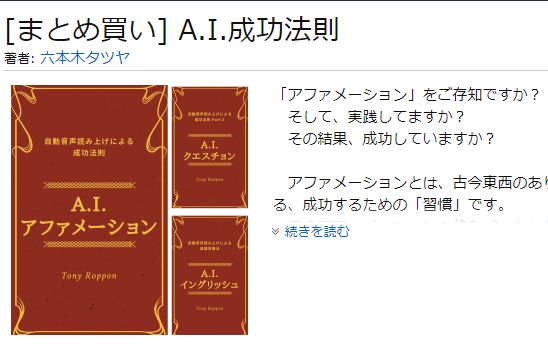 [まとめ買い] A.I.成功法則
著者: 六本木タツヤ
自動音声読み上げによる
成功法則
A.I.
アファメーション
Tony Roppon
自動音声読み上げによる
成功法則 Part 2
A.I.
クエスチョン
Tony Roppon
自動音声読み上げによる
A.I.
イングリッシュ
Tony Roppon
「アファメーション」をご存知ですか？
そして、実践してますか？
その結果、成功していますか？
アファメーションとは、古今東西のあり
る、成功するための「習慣」です。
続きを読む